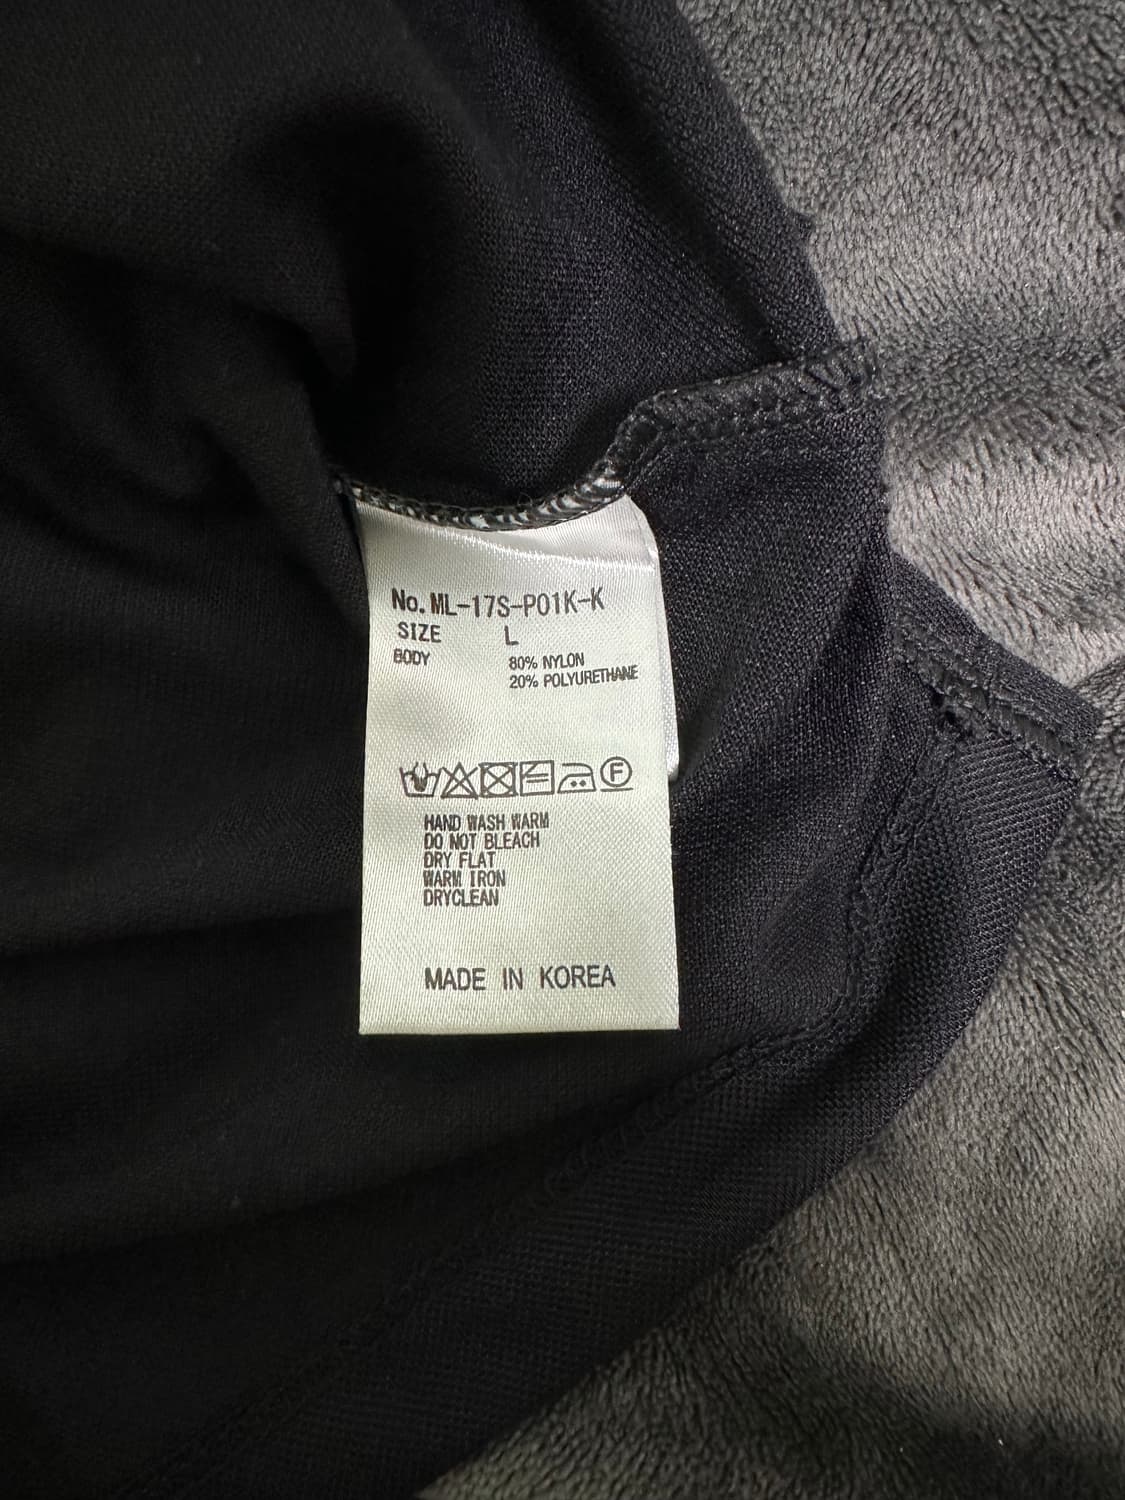 No. ML-17S-P01K-K
SIZE L
BODY 80% NYLON
20% POLYURETHANE
F
HAND WASH WARM
DO NOT BLEACH
DRY FLAT
WARM IRON
DRYCLEAN
MADE IN KOREA